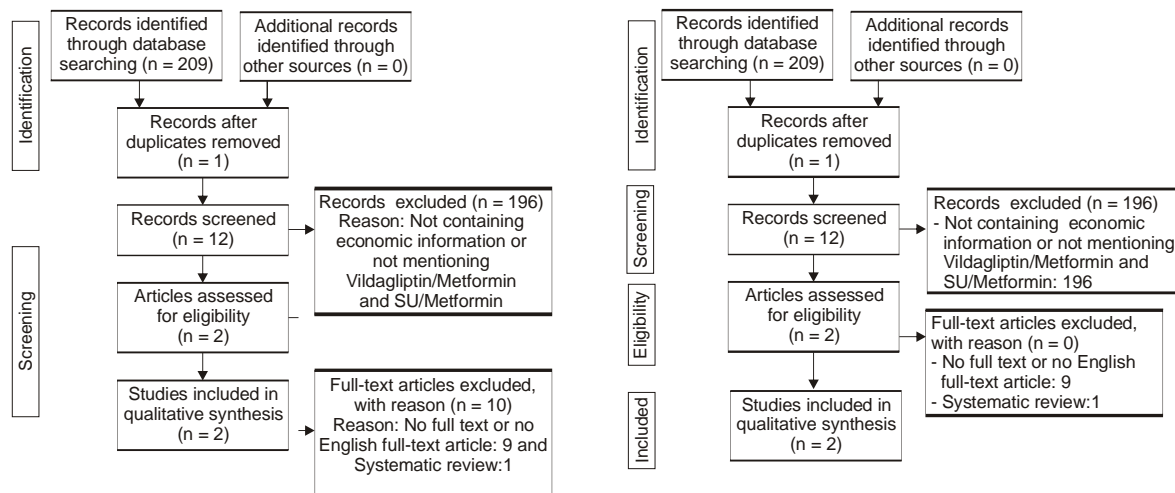 Identification
Records identified
through database
searching (n = 209)
Additional records
identified through
other sources (n = 0)
Records after
duplicates removed
(n = 1)
Screening
Records screened
(n = 12)
Records excluded (n = 196)
Reason: Not containing
economic information or
not mentioning
Vildagliptin/Metformin
and SU/Metformin
Articles assessed
for eligibility
(n = 2)
Studies included in
qualitative synthesis
(n = 2)
Full-text articles excluded,
with reason (n = 10)
Reason: No full text or no
English full-text article: 9 and
Systematic review:1
Identification
Records identified
through database
searching (n = 209)
Additional records
identified through
other sources (n = 0)
Records after
duplicates removed
(n = 1)
Screening
Records screened
(n = 12)
Records excluded (n = 196)
- Not containing economic
information or not mentioning
Vildagliptin/Metformin and
SU/Metformin: 196
Eligibility
Articles assessed
for eligibility
(n = 2)
Full-text articles excluded,
with reason (n = 0)
- No full text or no English
full-text article: 9
- Systematic review:1
Included
Studies included in
qualitative synthesis
(n = 2)